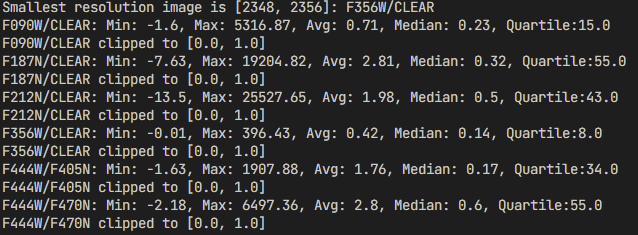 Smallest resolution image is [2348, 2356]: F356W/CLEAR
F090W/CLEAR: Min: -1.6, Max: 5316.87, Avg: 0.71, Median: 0.23, Quartile:15.0
F090W/CLEAR clipped to [0.0, 1.0]
F187N/CLEAR: Min: -7.63, Max: 19204.82, Avg: 2.81, Median: 0.32, Quartile:55.0
F187N/CLEAR clipped to [0.0, 1.0]
F212N/CLEAR: Min: -13.5, Max: 25527.65, Avg: 1.98, Median: 0.5, Quartile:43.0
F212N/CLEAR clipped to [0.0, 1.0]
F356W/CLEAR: Min: -0.01, Max: 396.43, Avg: 0.42, Median: 0.14, Quartile:8.0
F356W/CLEAR clipped to [0.0, 1.0]
F444W/F405N: Min: -1.63, Max: 1907.88, Avg: 1.76, Median: 0.17, Quartile:34.0
F444W/F405N clipped to [0.0, 1.0]
F444W/F470N: Min: -2.18, Max: 6497.36, Avg: 2.8, Median: 0.6, Quartile:55.0
F444W/F470N clipped to [0.0, 1.0]